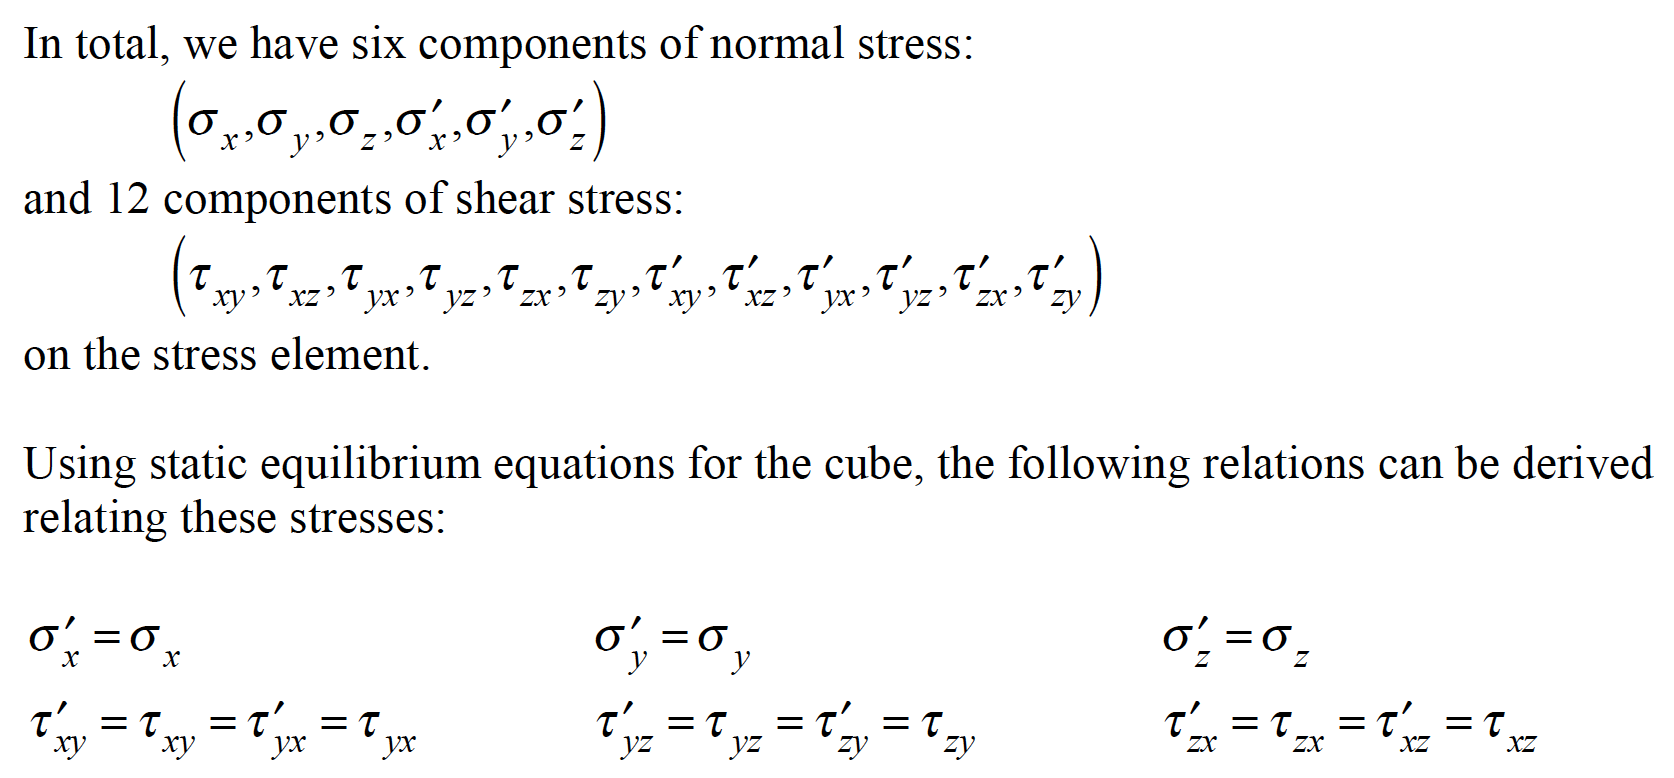 In total, we have six components of normal stress:
(σ_x, σ_y, σ_z, σ′_x, σ′_y, σ′_z)
and 12 components of shear stress:
(τ_xy, τ_xz, τ_yx, τ_yz, τ_zx, τ_zy, τ′_xy, τ′_xz, τ′_yx, τ′_yz, τ′_zx, τ′_zy)
on the stress element.
Using static equilibrium equations for the cube, the following relations can be derived
relating these stresses:
σ′_x = σ_x σ′_y = σ_y σ′_z = σ_z
τ′_xy = τ_xy = τ′_yx = τ_yx τ′_yz = τ_yz = τ′_zy = τ_zy τ′_zx = τ_zx = τ′_xz = τ_xz